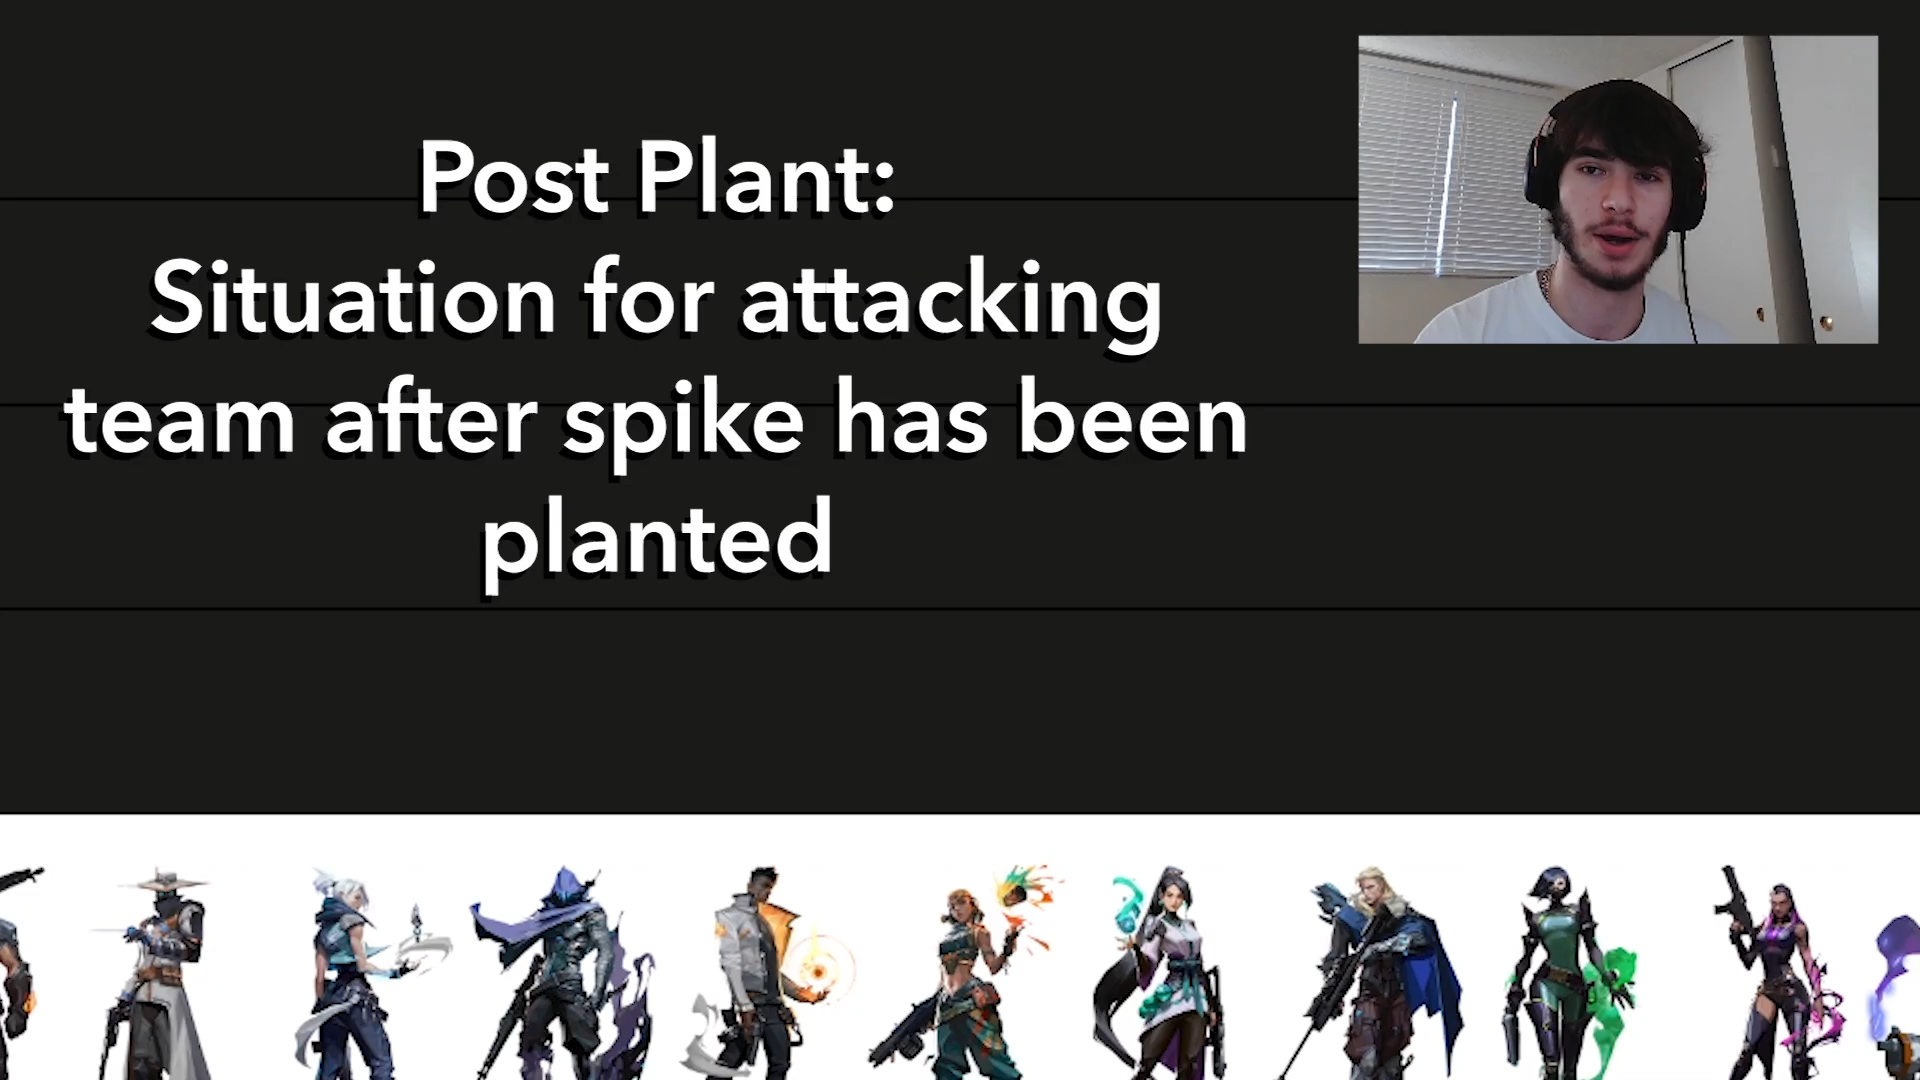 Post Plant:
Situation for attacking
team after spike has been
planted